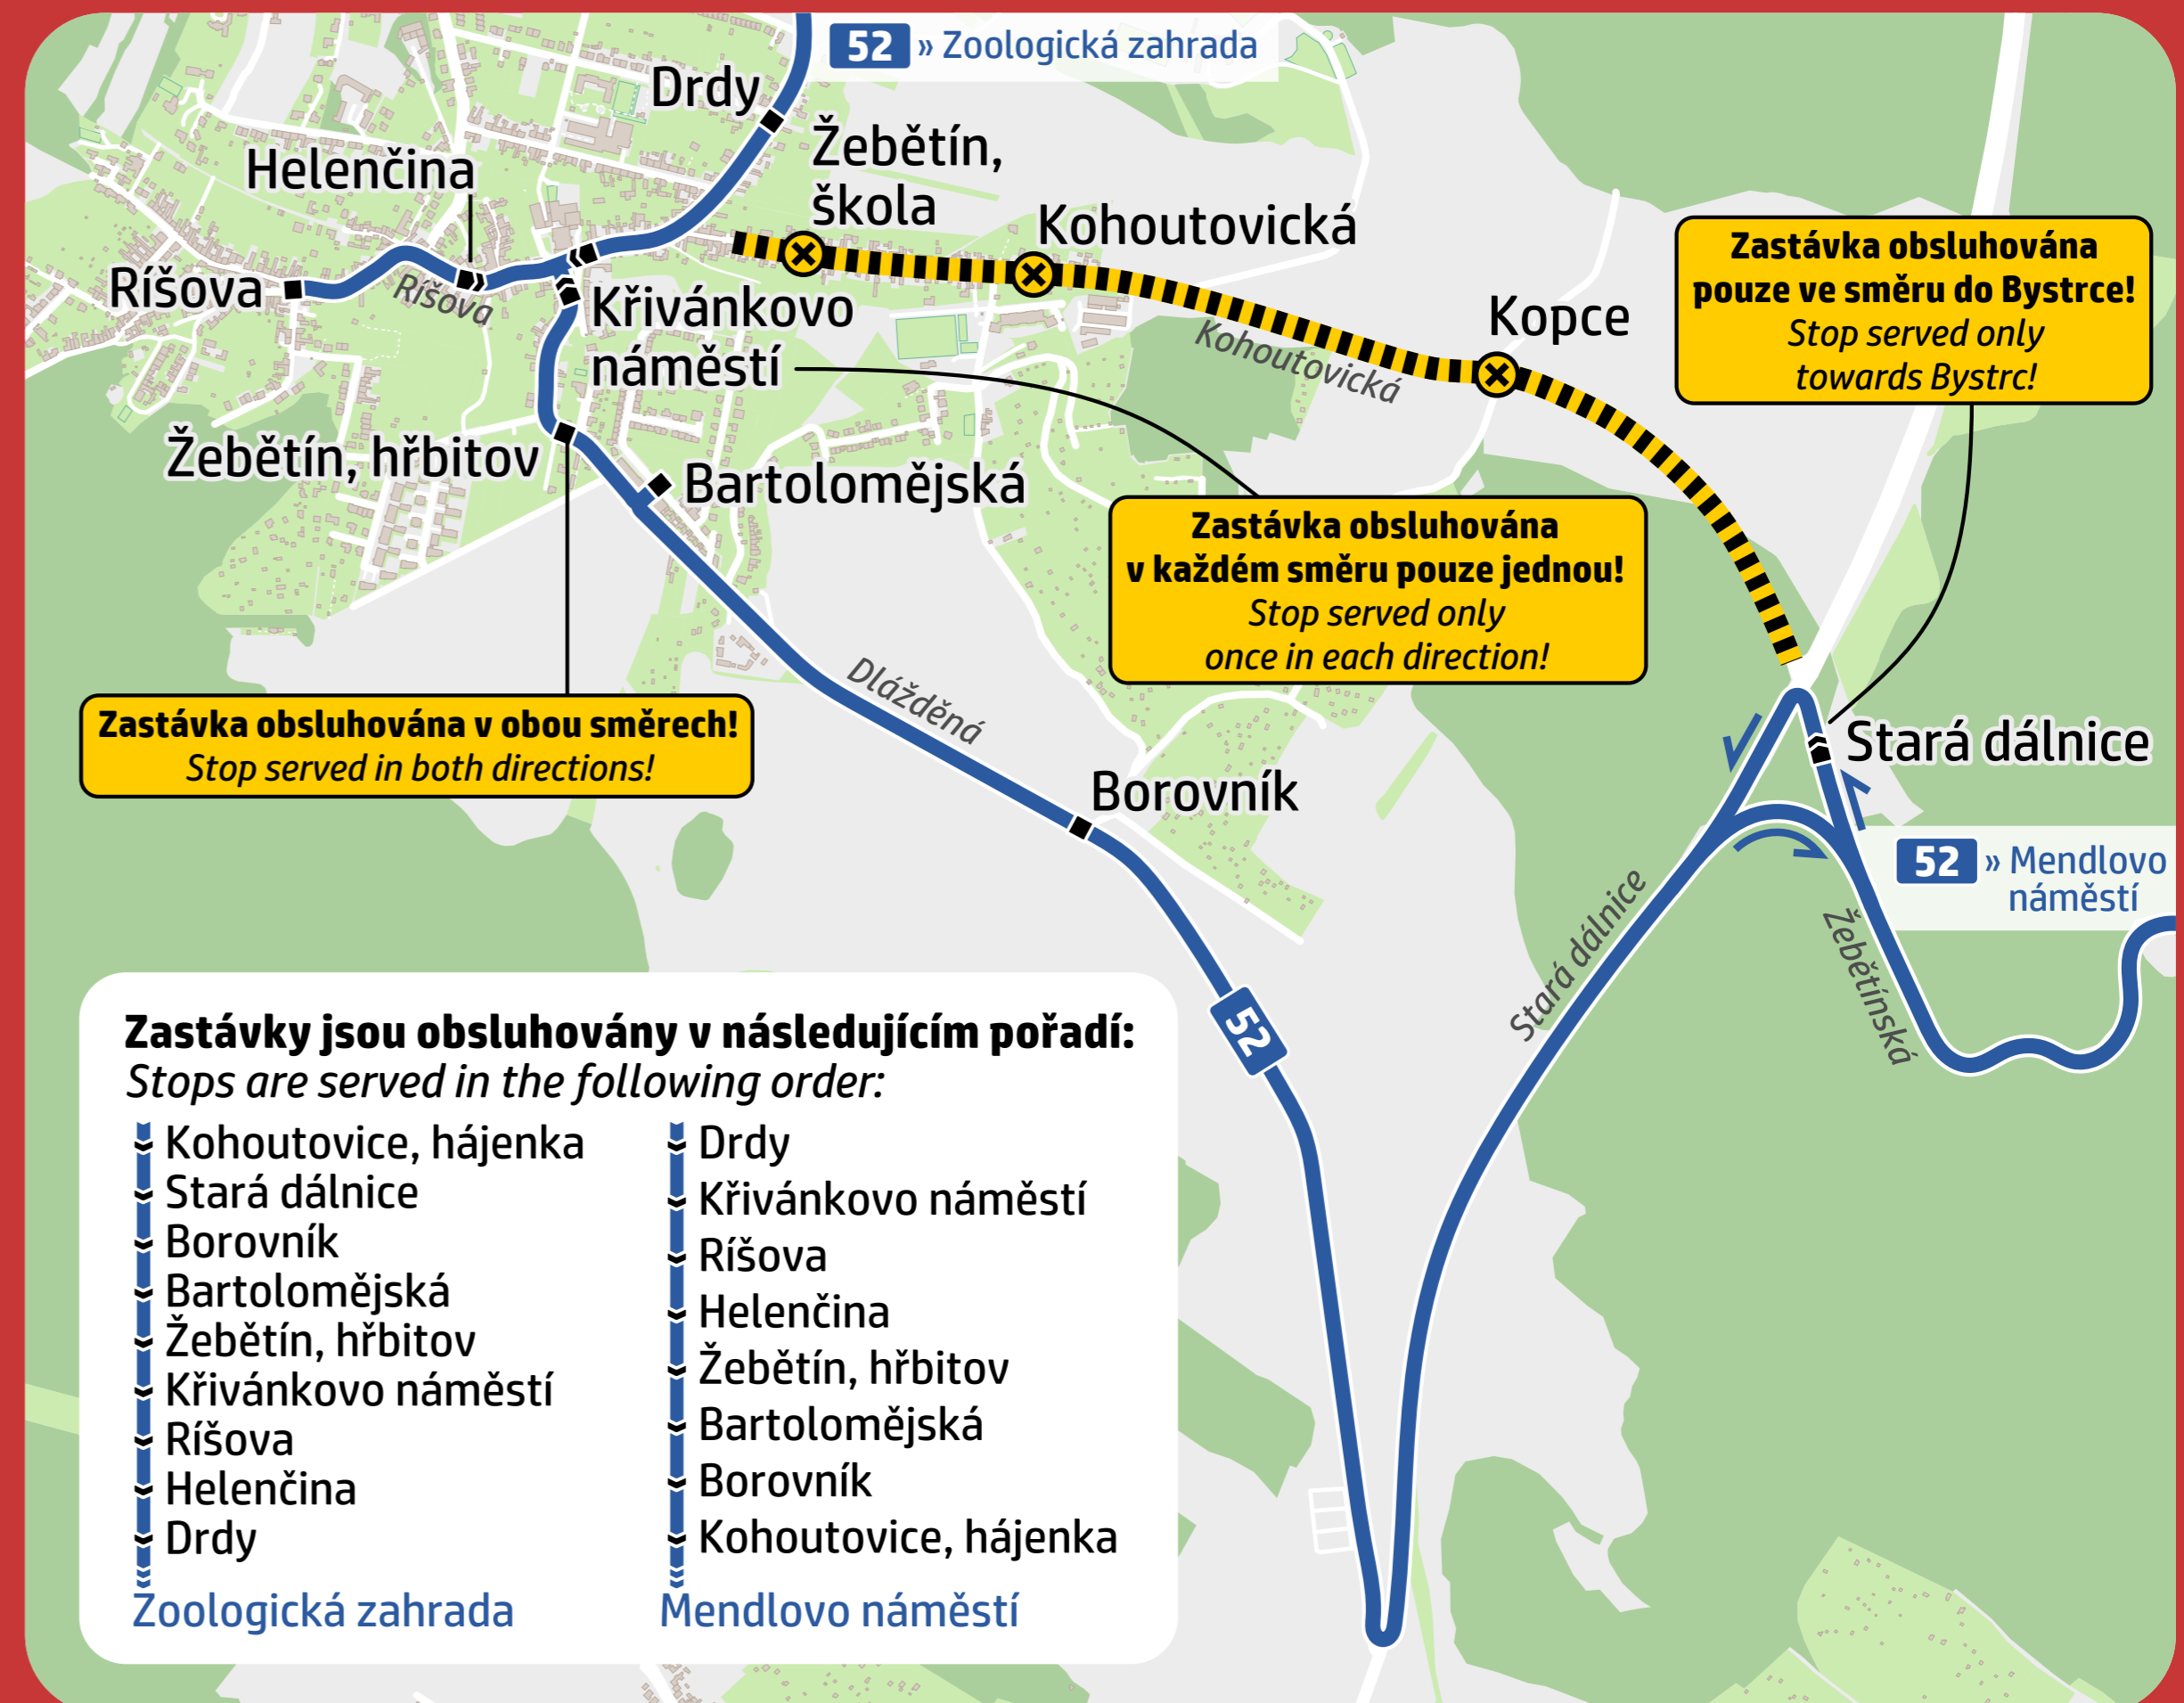 52 » Zoologická zahrada
Drdy
Žebětín,
škola
Helenčina
Kohoutovická
Zastávka obsluhována
pouze ve směru do Bystrce!
Stop served only
towards Bystrc!
Ríšova
Ríšova
Křivánkovo
náměstí
Kopce
Kohoutovická
Žebětín, hřbitov
Bartolomějská
Zastávka obsluhována
v každém směru pouze jednou!
Stop served only
once in each direction!
Dlážděná
Zastávka obsluhována v obou směrech!
Stop served in both directions!
Stará dálnice
Borovník
52 » Mendlovo
náměstí
Stará dálnice
Žebětínská
52
Zastávky jsou obsluhovány v následujícím pořadí:
Stops are served in the following order:
Kohoutovice, hájenka
Stará dálnice
Borovník
Bartolomějská
Žebětín, hřbitov
Křivánkovo náměstí
Ríšova
Helenčina
Drdy
Zoologická zahrada
Drdy
Křivánkovo náměstí
Ríšova
Helenčina
Žebětín, hřbitov
Bartolomějská
Borovník
Kohoutovice, hájenka
Mendlovo náměstí